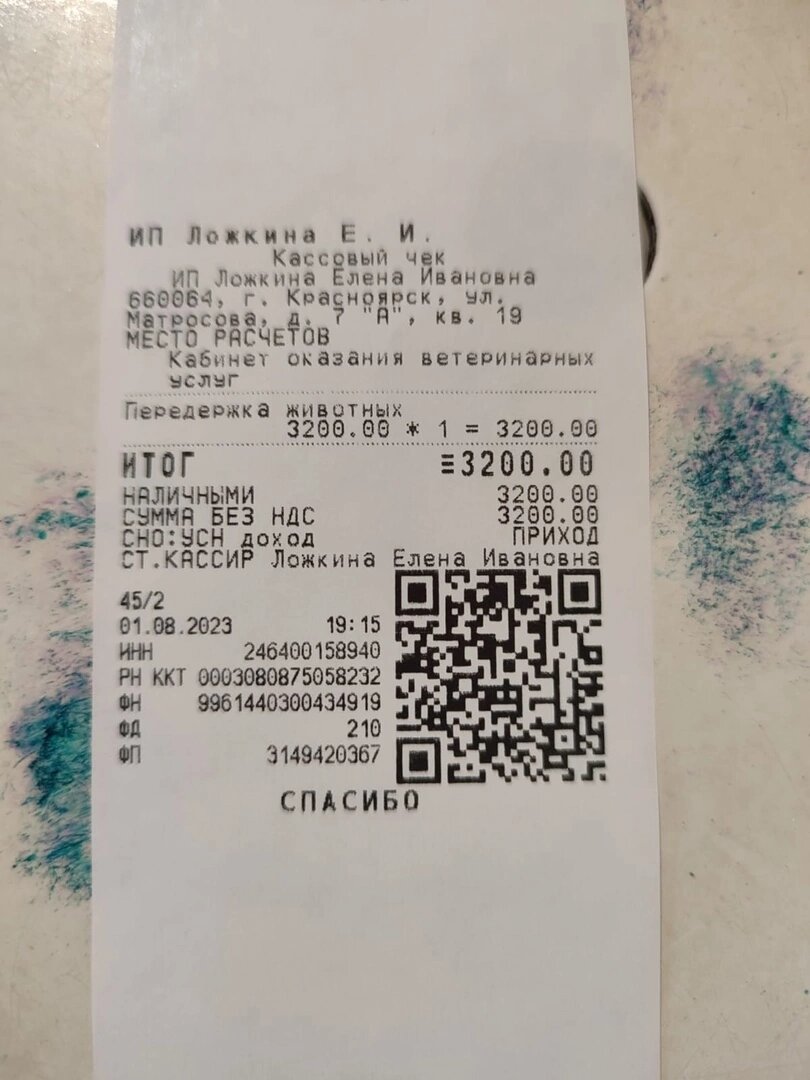 ИП Ложкина Е. И.
Кассовый чек
ИП Ложкина Елена Ивановна
660064, г. Красноярск, ул.
Матросова, д. 7 "А", кв. 19
МЕСТО РАСЧЕТОВ
Кабинет оказания ветеринарных
услуг
Передержка животных
3200.00 * 1 = 3200.00
ИТОГ ≡3200.00
НАЛИЧНЫМИ 3200.00
СУММА БЕЗ НДС 3200.00
СНО:УСН доход ПРИХОД
СТ.КАССИР Ложкина Елена Ивановна
45/2
01.08.2023 19:15
ИНН 246400158940
РН ККТ 0003080875058232
ФН 9961440300434919
ФД 210
ФП 3149420367
СПАСИБО